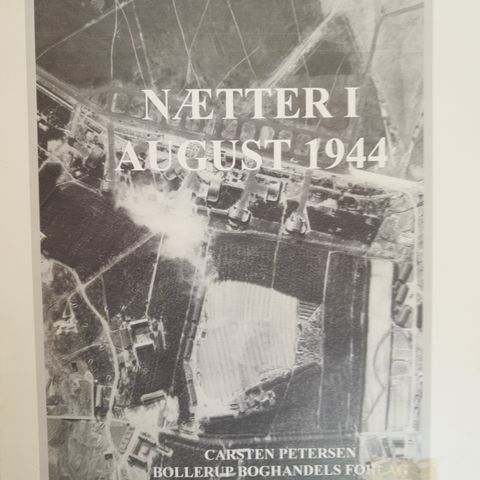 NÆTTER I
AUGUST 1944
CARSTEN PETERSEN
BOLLERUP BOGHANDELS FORLAG